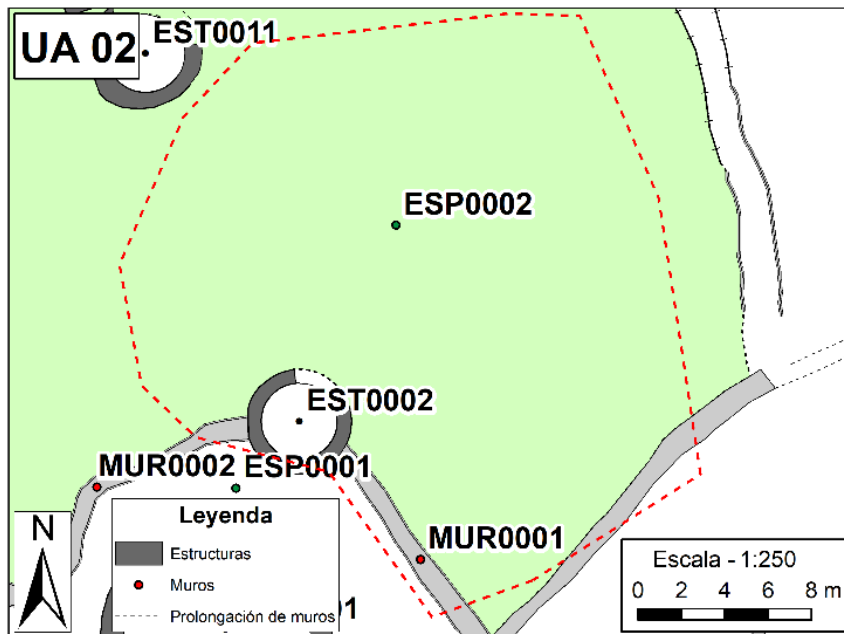 UA 02
EST0011
ESP0002
EST0002
MUR0002
ESP0001
MUR0001
N
Leyenda
Estructuras
Muros
Prolongación de muros
Escala - 1:250
0 2 4 6 8 m